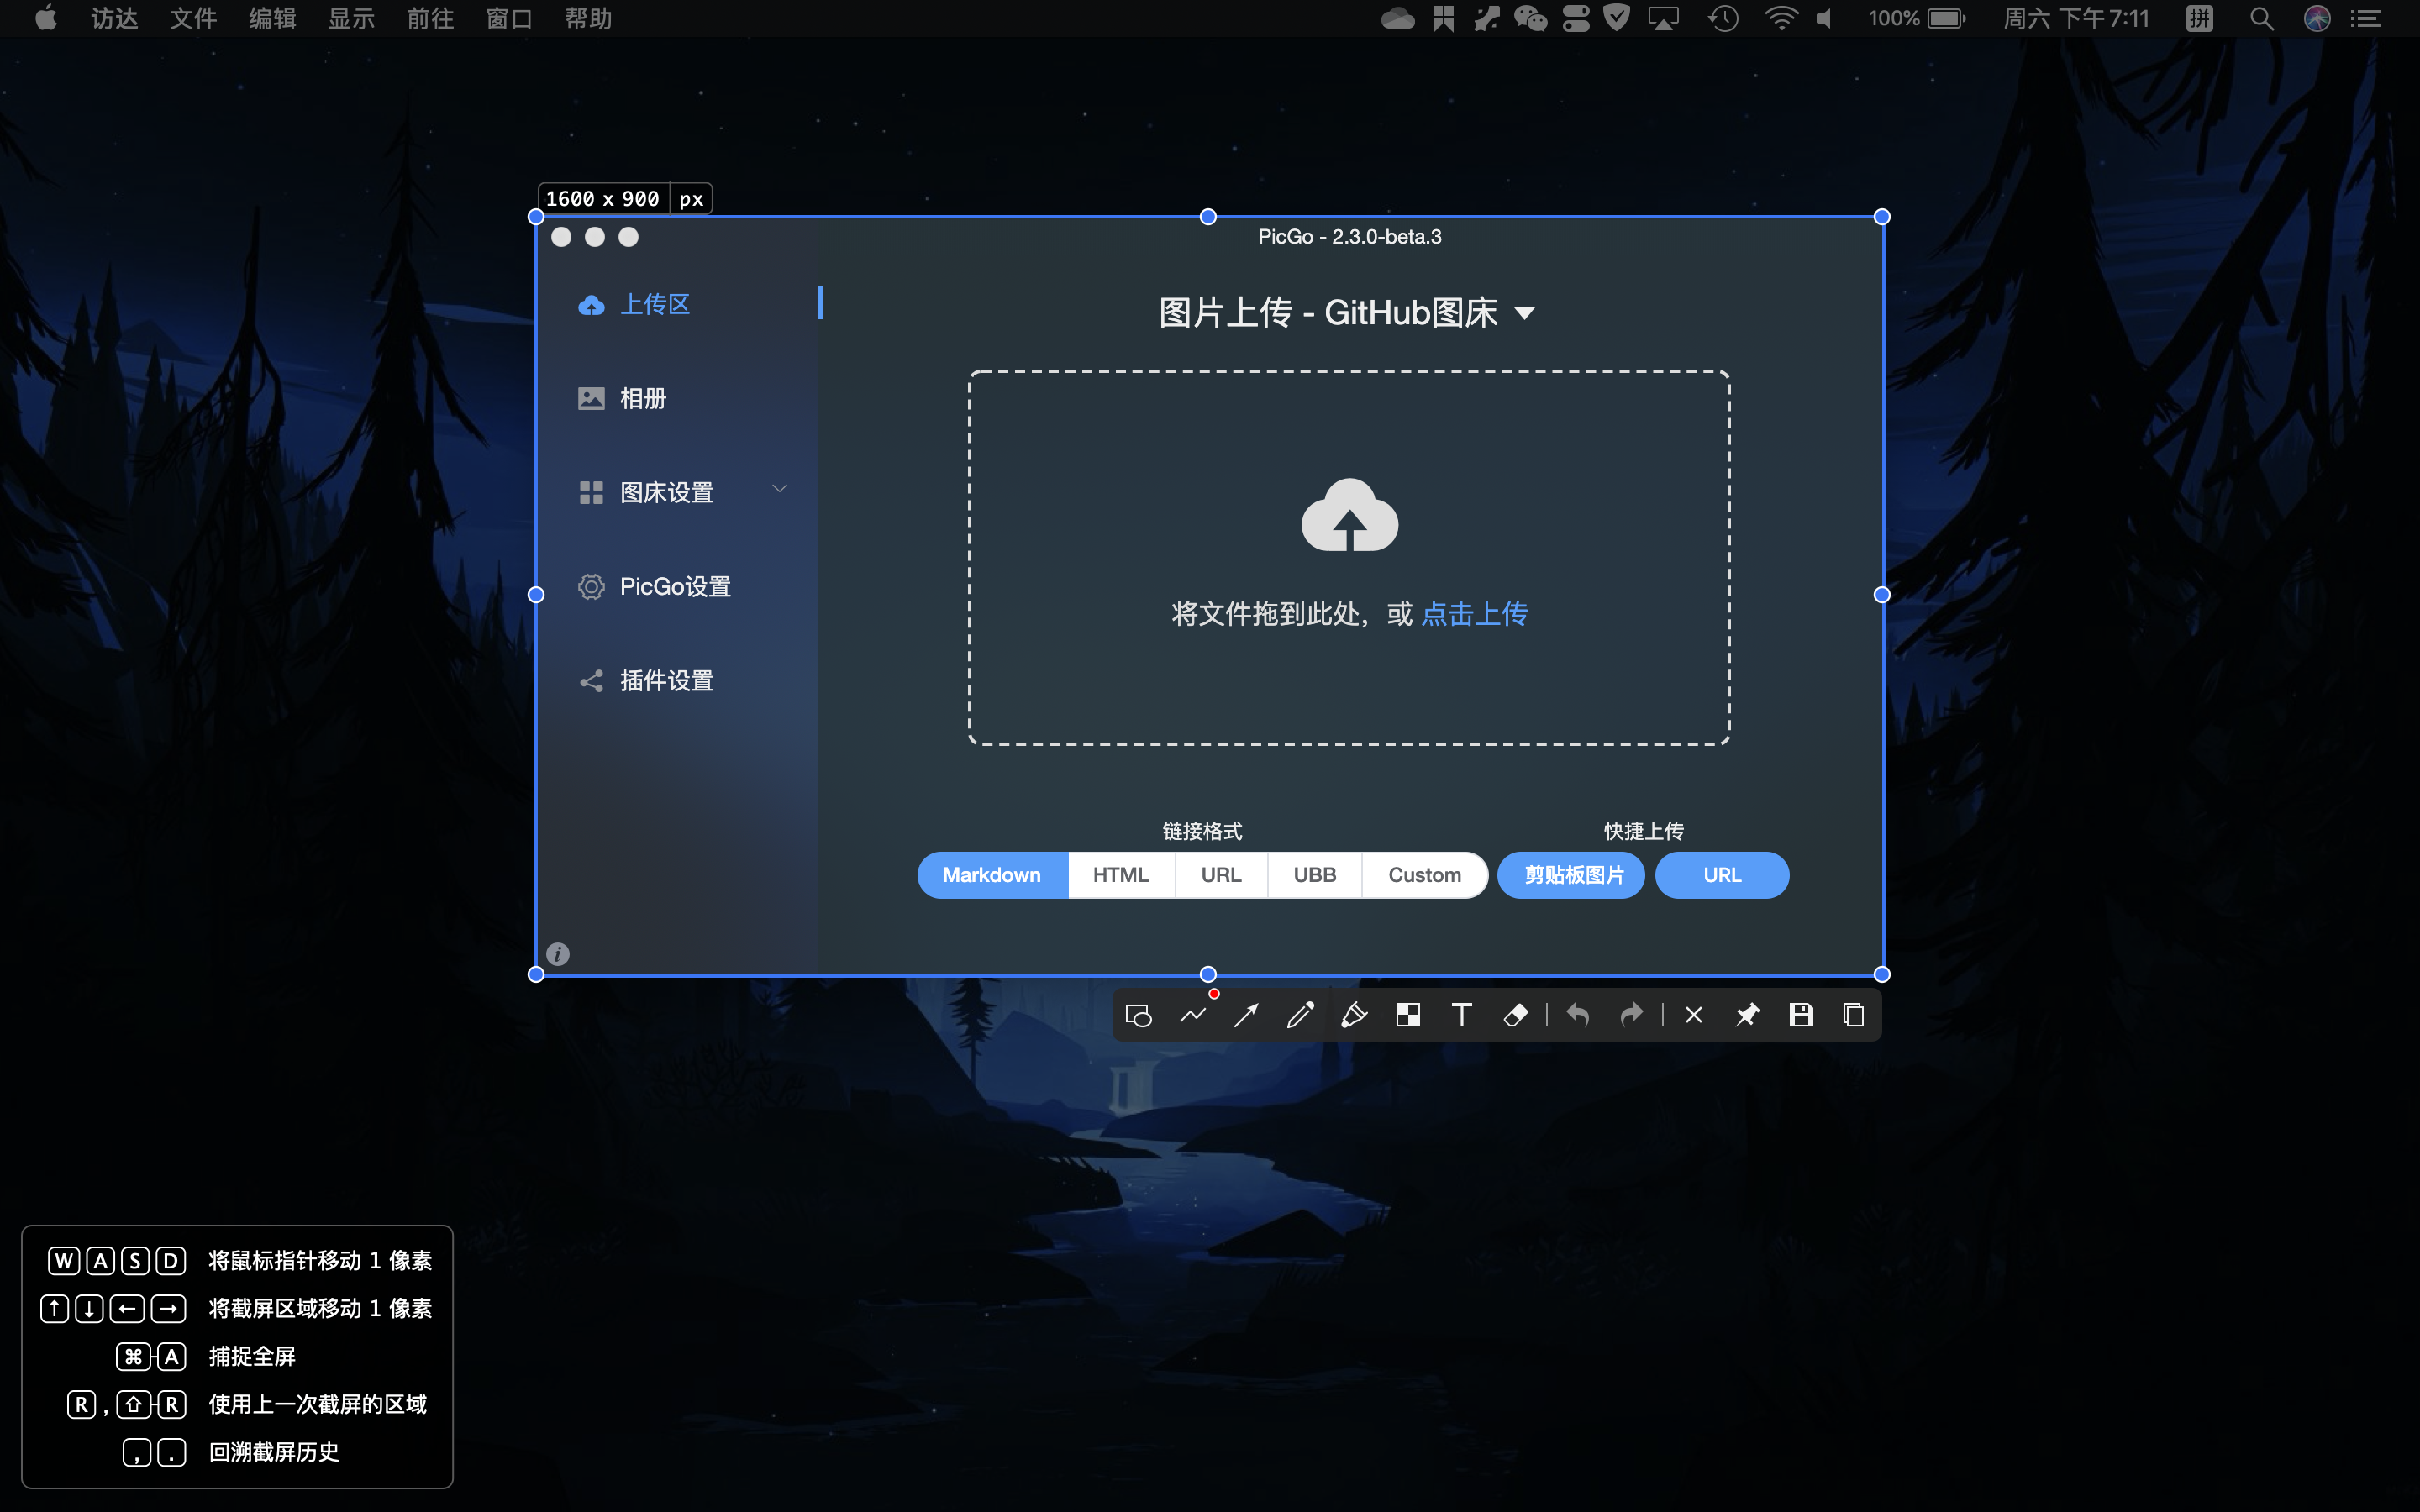 访达 文件 编辑 显示 前往 窗口 帮助 100% 周六 下午7:11 拼
1600 x 900 px
PicGo - 2.3.0-beta.3
上传区
相册
图床设置
PicGo设置
插件设置
图片上传 - GitHub图床
将文件拖到此处，或 点击上传
链接格式 快捷上传
Markdown HTML URL UBB Custom 剪贴板图片 URL
i
T
W A S D 将鼠标指针移动 1 像素
↑ ↓ ← → 将截屏区域移动 1 像素
⌘-A 捕捉全屏
R , ⇧-R 使用上一次截屏的区域
, . 回溯截屏历史